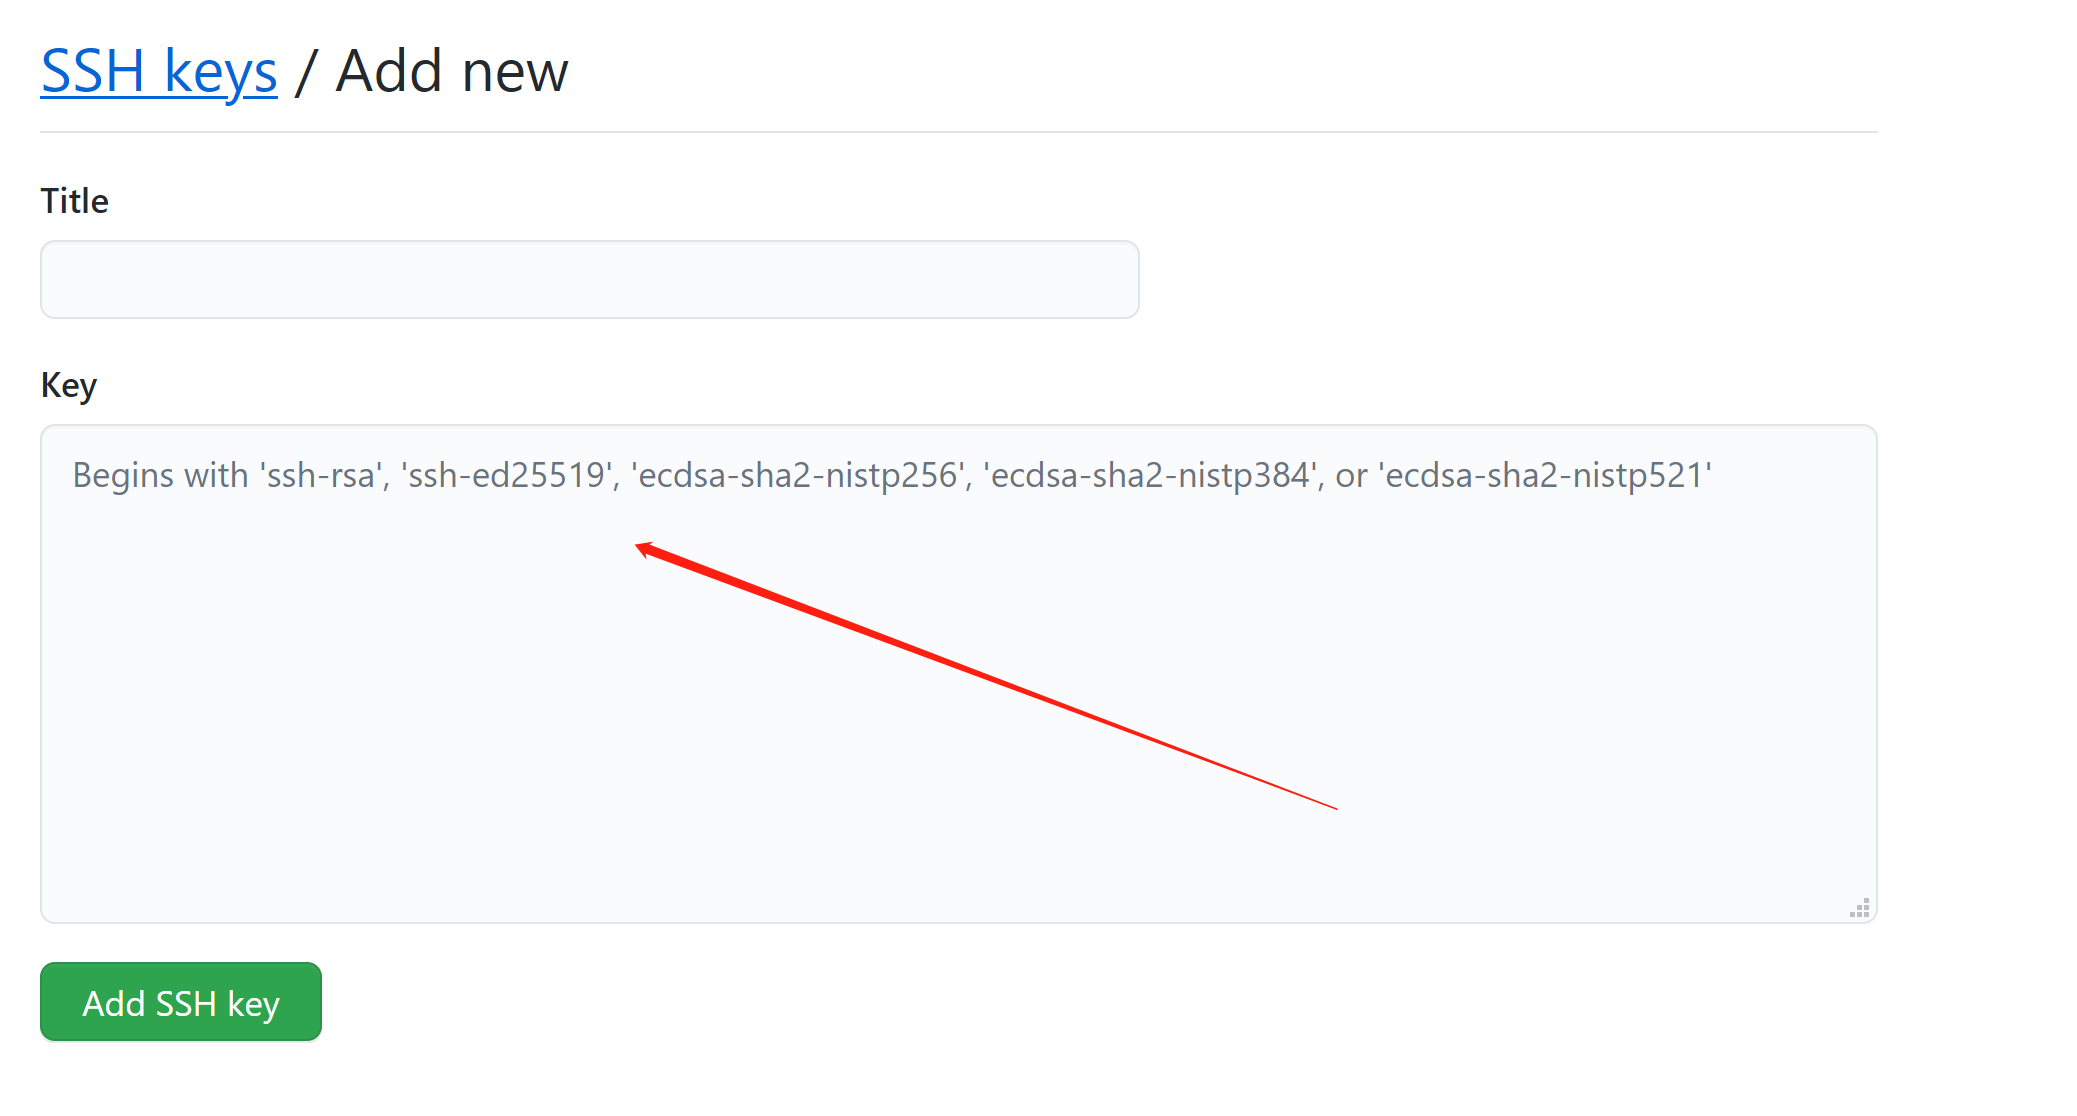 SSH keys / Add new
Title
Key
Begins with 'ssh-rsa', 'ssh-ed25519', 'ecdsa-sha2-nistp256', 'ecdsa-sha2-nistp384', or 'ecdsa-sha2-nistp521'
Add SSH key